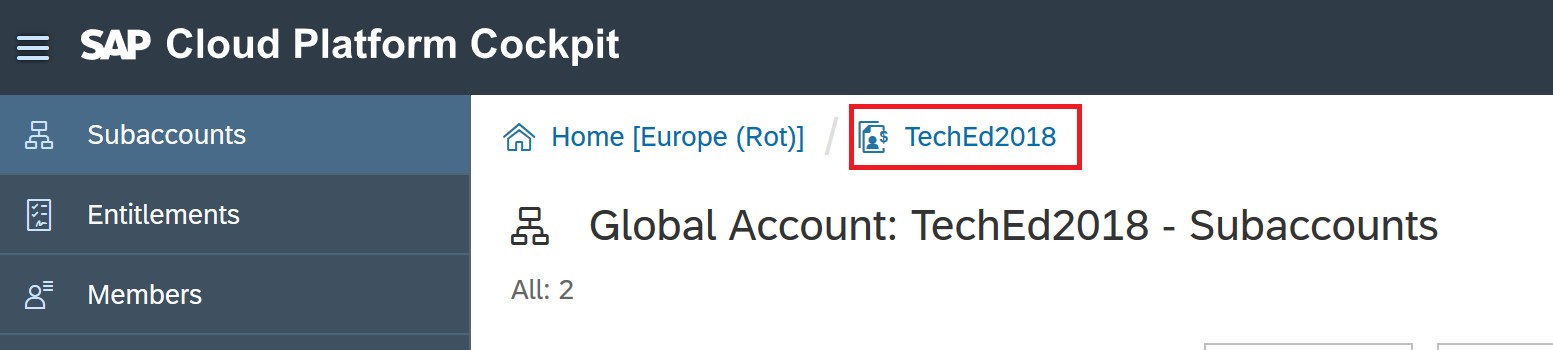 SAP Cloud Platform Cockpit
Subaccounts
Entitlements
Members
Home [Europe (Rot)] / TechEd2018
Global Account: TechEd2018 - Subaccounts
All: 2